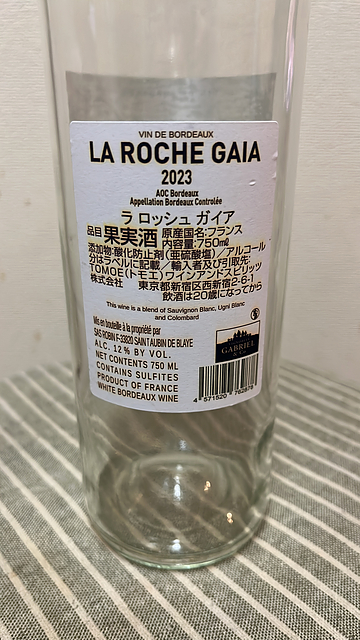 VIN DE BORDEAUX
LA ROCHE GAIA
2023
AOC Bordeaux
Appellation Bordeaux Controlée
ラ ロッシュ ガイア
品目 果実酒 原産国名:フランス
内容量:750mℓ
添加物:酸化防止剤(亜硫酸塩)/アルコール
分はラベルに記載/輸入者及び引取先:
TOMOE(トモエ)ワインアンドスピリッツ
株式会社 東京都新宿区西新宿2-6-1
飲酒は20歳になってから
This wine is a blend of Sauvignon Blanc, Ugni Blanc
and Colombard
Mis en bouteille à la propriété par
SAS ROBIN F-33820 SAINT AUBIN DE BLAYE
ALC. 12% BY VOL.
NET CONTENTS 750 ML
CONTAINS SULFITES
PRODUCT OF FRANCE
WHITE BORDEAUX WINE
GABRIEL
& Co
4 571520